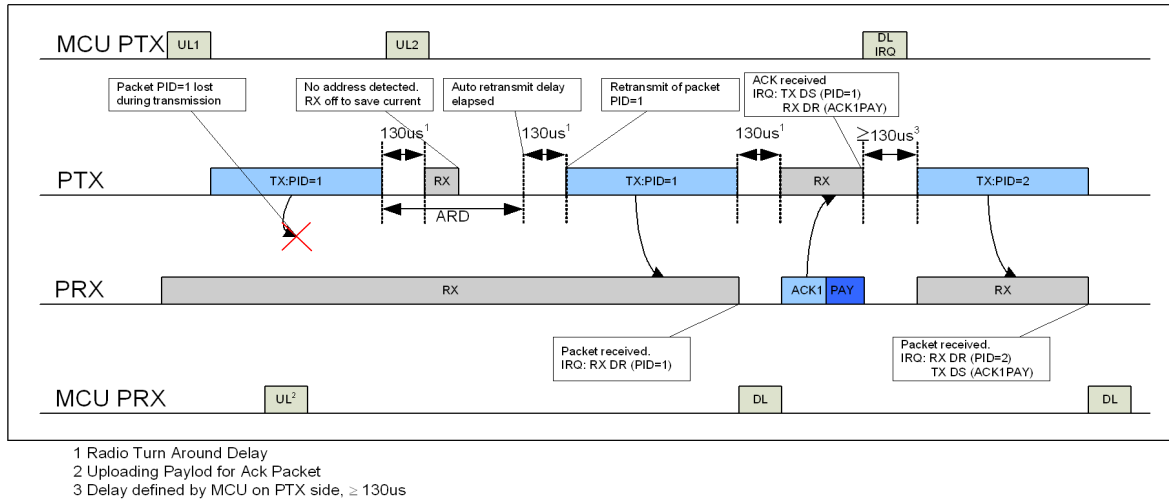 MCU PTX
UL1
UL2
DL
IRQ
Packet PID=1 lost
during transmission
No address detected.
RX off to save current
Auto retransmit delay
elapsed
Retransmit of packet
PID=1
ACK received
IRQ: TX DS (PID=1)
RX DR (ACK1PAY)
130us1
130us1
130us1
≥130us3
PTX
TX:PID=1
RX
TX:PID=1
RX
TX:PID=2
ARD
PRX
RX
ACK1
PAY
RX
Packet received.
IRQ: RX DR (PID=1)
Packet received.
IRQ: RX DR (PID=2)
TX DS (ACK1PAY)
MCU PRX
UL2
DL
DL
1 Radio Turn Around Delay
2 Uploading Paylod for Ack Packet
3 Delay defined by MCU on PTX side, ≥ 130us